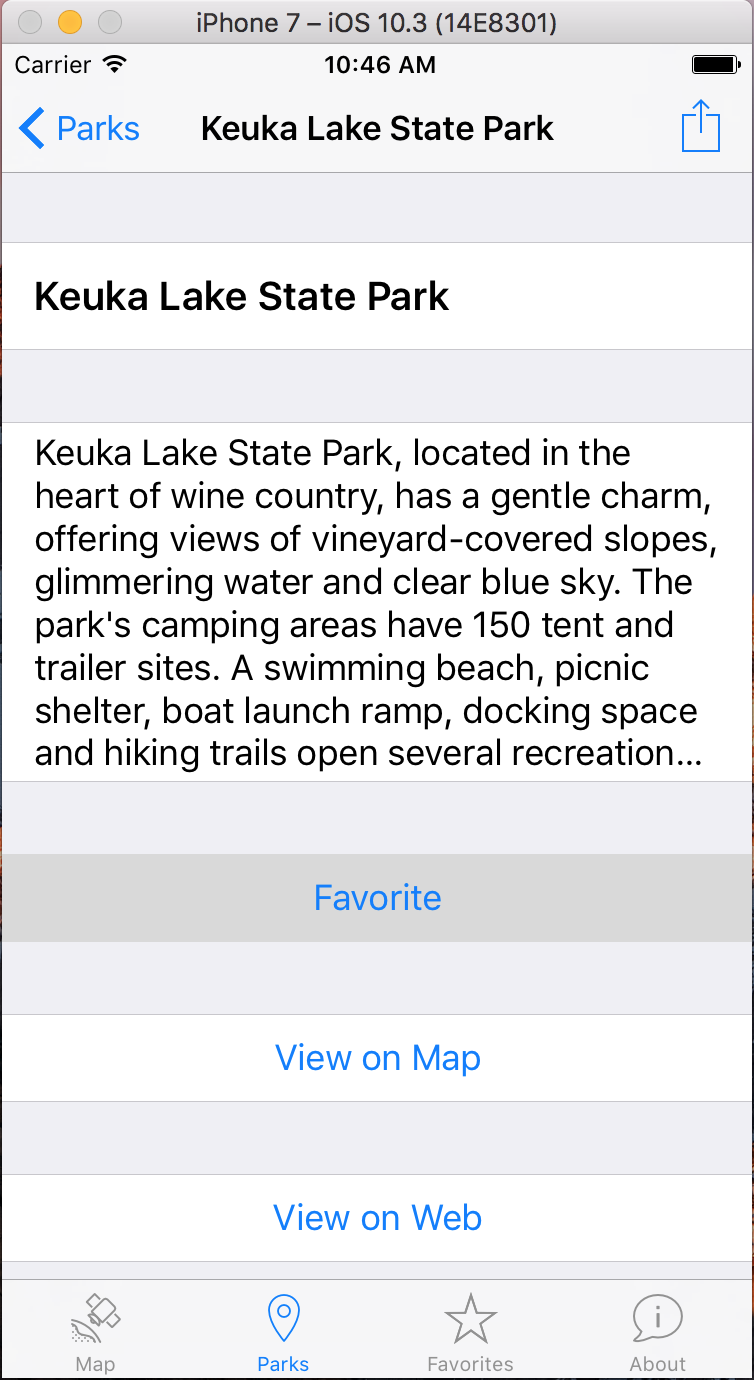 iPhone 7 – iOS 10.3 (14E8301)
Carrier 10:46 AM
Parks Keuka Lake State Park
Keuka Lake State Park
Keuka Lake State Park, located in the
heart of wine country, has a gentle charm,
offering views of vineyard-covered slopes,
glimmering water and clear blue sky. The
park's camping areas have 150 tent and
trailer sites. A swimming beach, picnic
shelter, boat launch ramp, docking space
and hiking trails open several recreation...
Favorite
View on Map
View on Web
Map Parks Favorites About